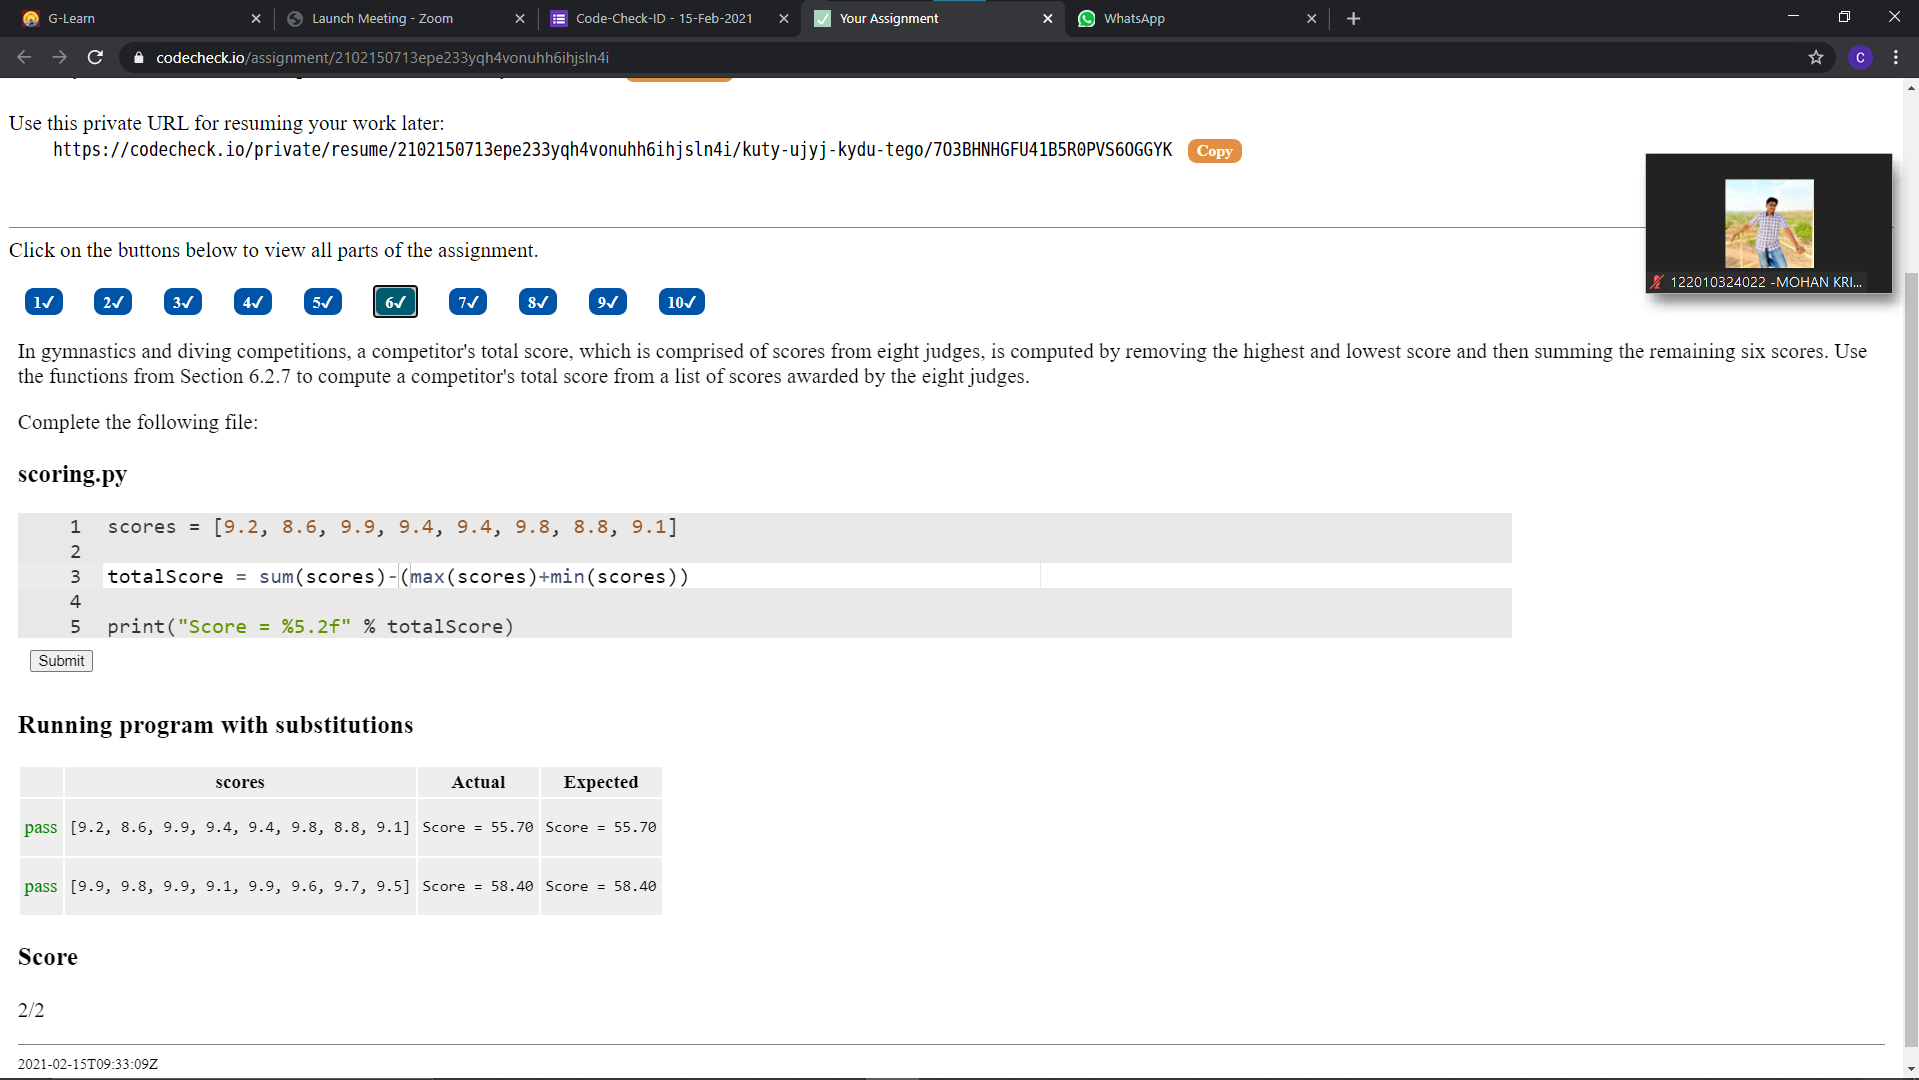 G-Learn
Launch Meeting - Zoom
Code-Check-ID - 15-Feb-2021
Your Assignment
WhatsApp
codecheck.io/assignment/2102150713epe233yqh4vonuhh6ihjsln4i
C
Use this private URL for resuming your work later:
https://codecheck.io/private/resume/2102150713epe233yqh4vonuhh6ihjsln4i/kuty-ujyj-kydu-tego/7O3BHNHGFU41B5R0PVS6OGGYK Copy
122010324022 -MOHAN KRI...
Click on the buttons below to view all parts of the assignment.
1✓ 2✓ 3✓ 4✓ 5✓ 6✓ 7✓ 8✓ 9✓ 10✓
In gymnastics and diving competitions, a competitor's total score, which is comprised of scores from eight judges, is computed by removing the highest and lowest score and then summing the remaining six scores. Use
the functions from Section 6.2.7 to compute a competitor's total score from a list of scores awarded by the eight judges.
Complete the following file:
scoring.py
1 scores = [9.2, 8.6, 9.9, 9.4, 9.4, 9.8, 8.8, 9.1]
2
3 totalScore = sum(scores)-(max(scores)+min(scores))
4
5 print("Score = %5.2f" % totalScore)
Submit
Running program with substitutions
scores Actual Expected
pass [9.2, 8.6, 9.9, 9.4, 9.4, 9.8, 8.8, 9.1] Score = 55.70 Score = 55.70
pass [9.9, 9.8, 9.9, 9.1, 9.9, 9.6, 9.7, 9.5] Score = 58.40 Score = 58.40
Score
2/2
2021-02-15T09:33:09Z